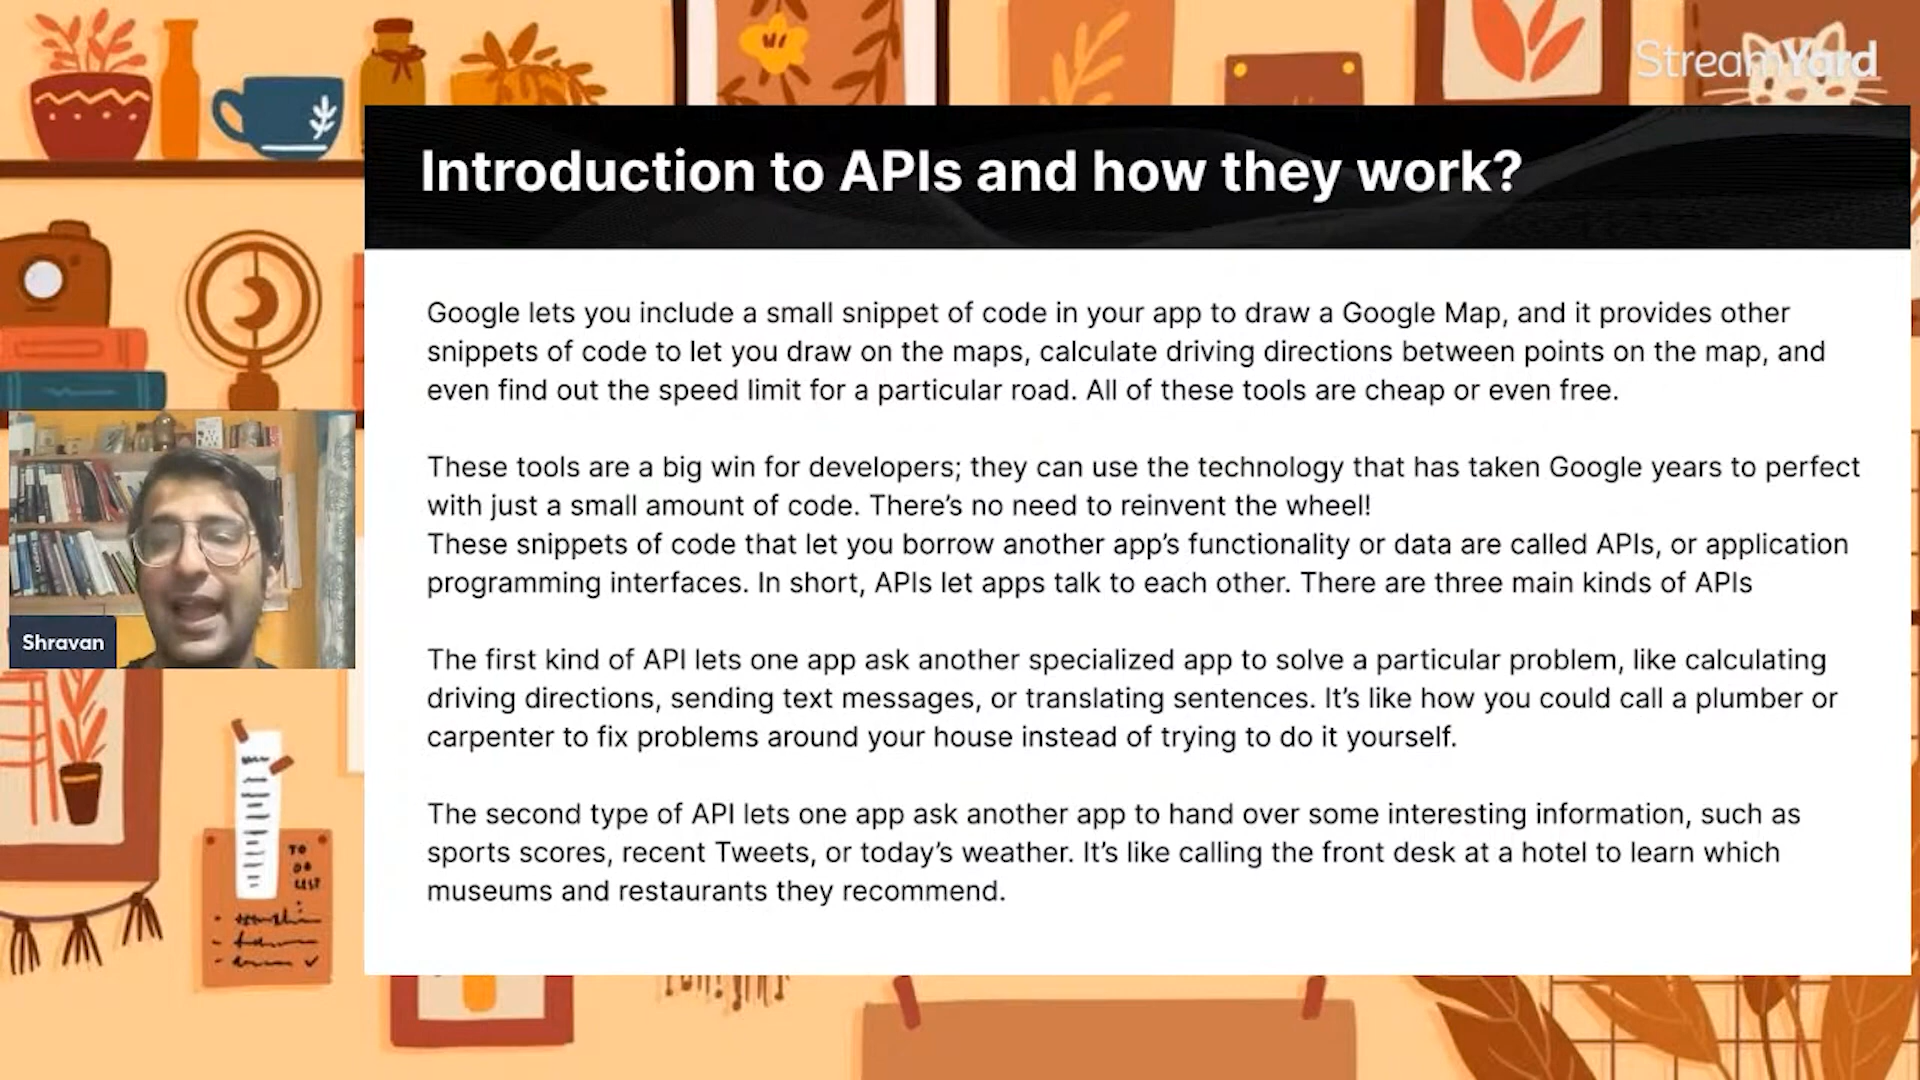 StreamYard
Introduction to APIs and how they work?
Google lets you include a small snippet of code in your app to draw a Google Map, and it provides other
snippets of code to let you draw on the maps, calculate driving directions between points on the map, and
even find out the speed limit for a particular road. All of these tools are cheap or even free.
These tools are a big win for developers; they can use the technology that has taken Google years to perfect
with just a small amount of code. There’s no need to reinvent the wheel!
These snippets of code that let you borrow another app’s functionality or data are called APIs, or application
programming interfaces. In short, APIs let apps talk to each other. There are three main kinds of APIs
The first kind of API lets one app ask another specialized app to solve a particular problem, like calculating
driving directions, sending text messages, or translating sentences. It’s like how you could call a plumber or
carpenter to fix problems around your house instead of trying to do it yourself.
The second type of API lets one app ask another app to hand over some interesting information, such as
sports scores, recent Tweets, or today’s weather. It’s like calling the front desk at a hotel to learn which
museums and restaurants they recommend.
Shravan
TO
DO
LIST